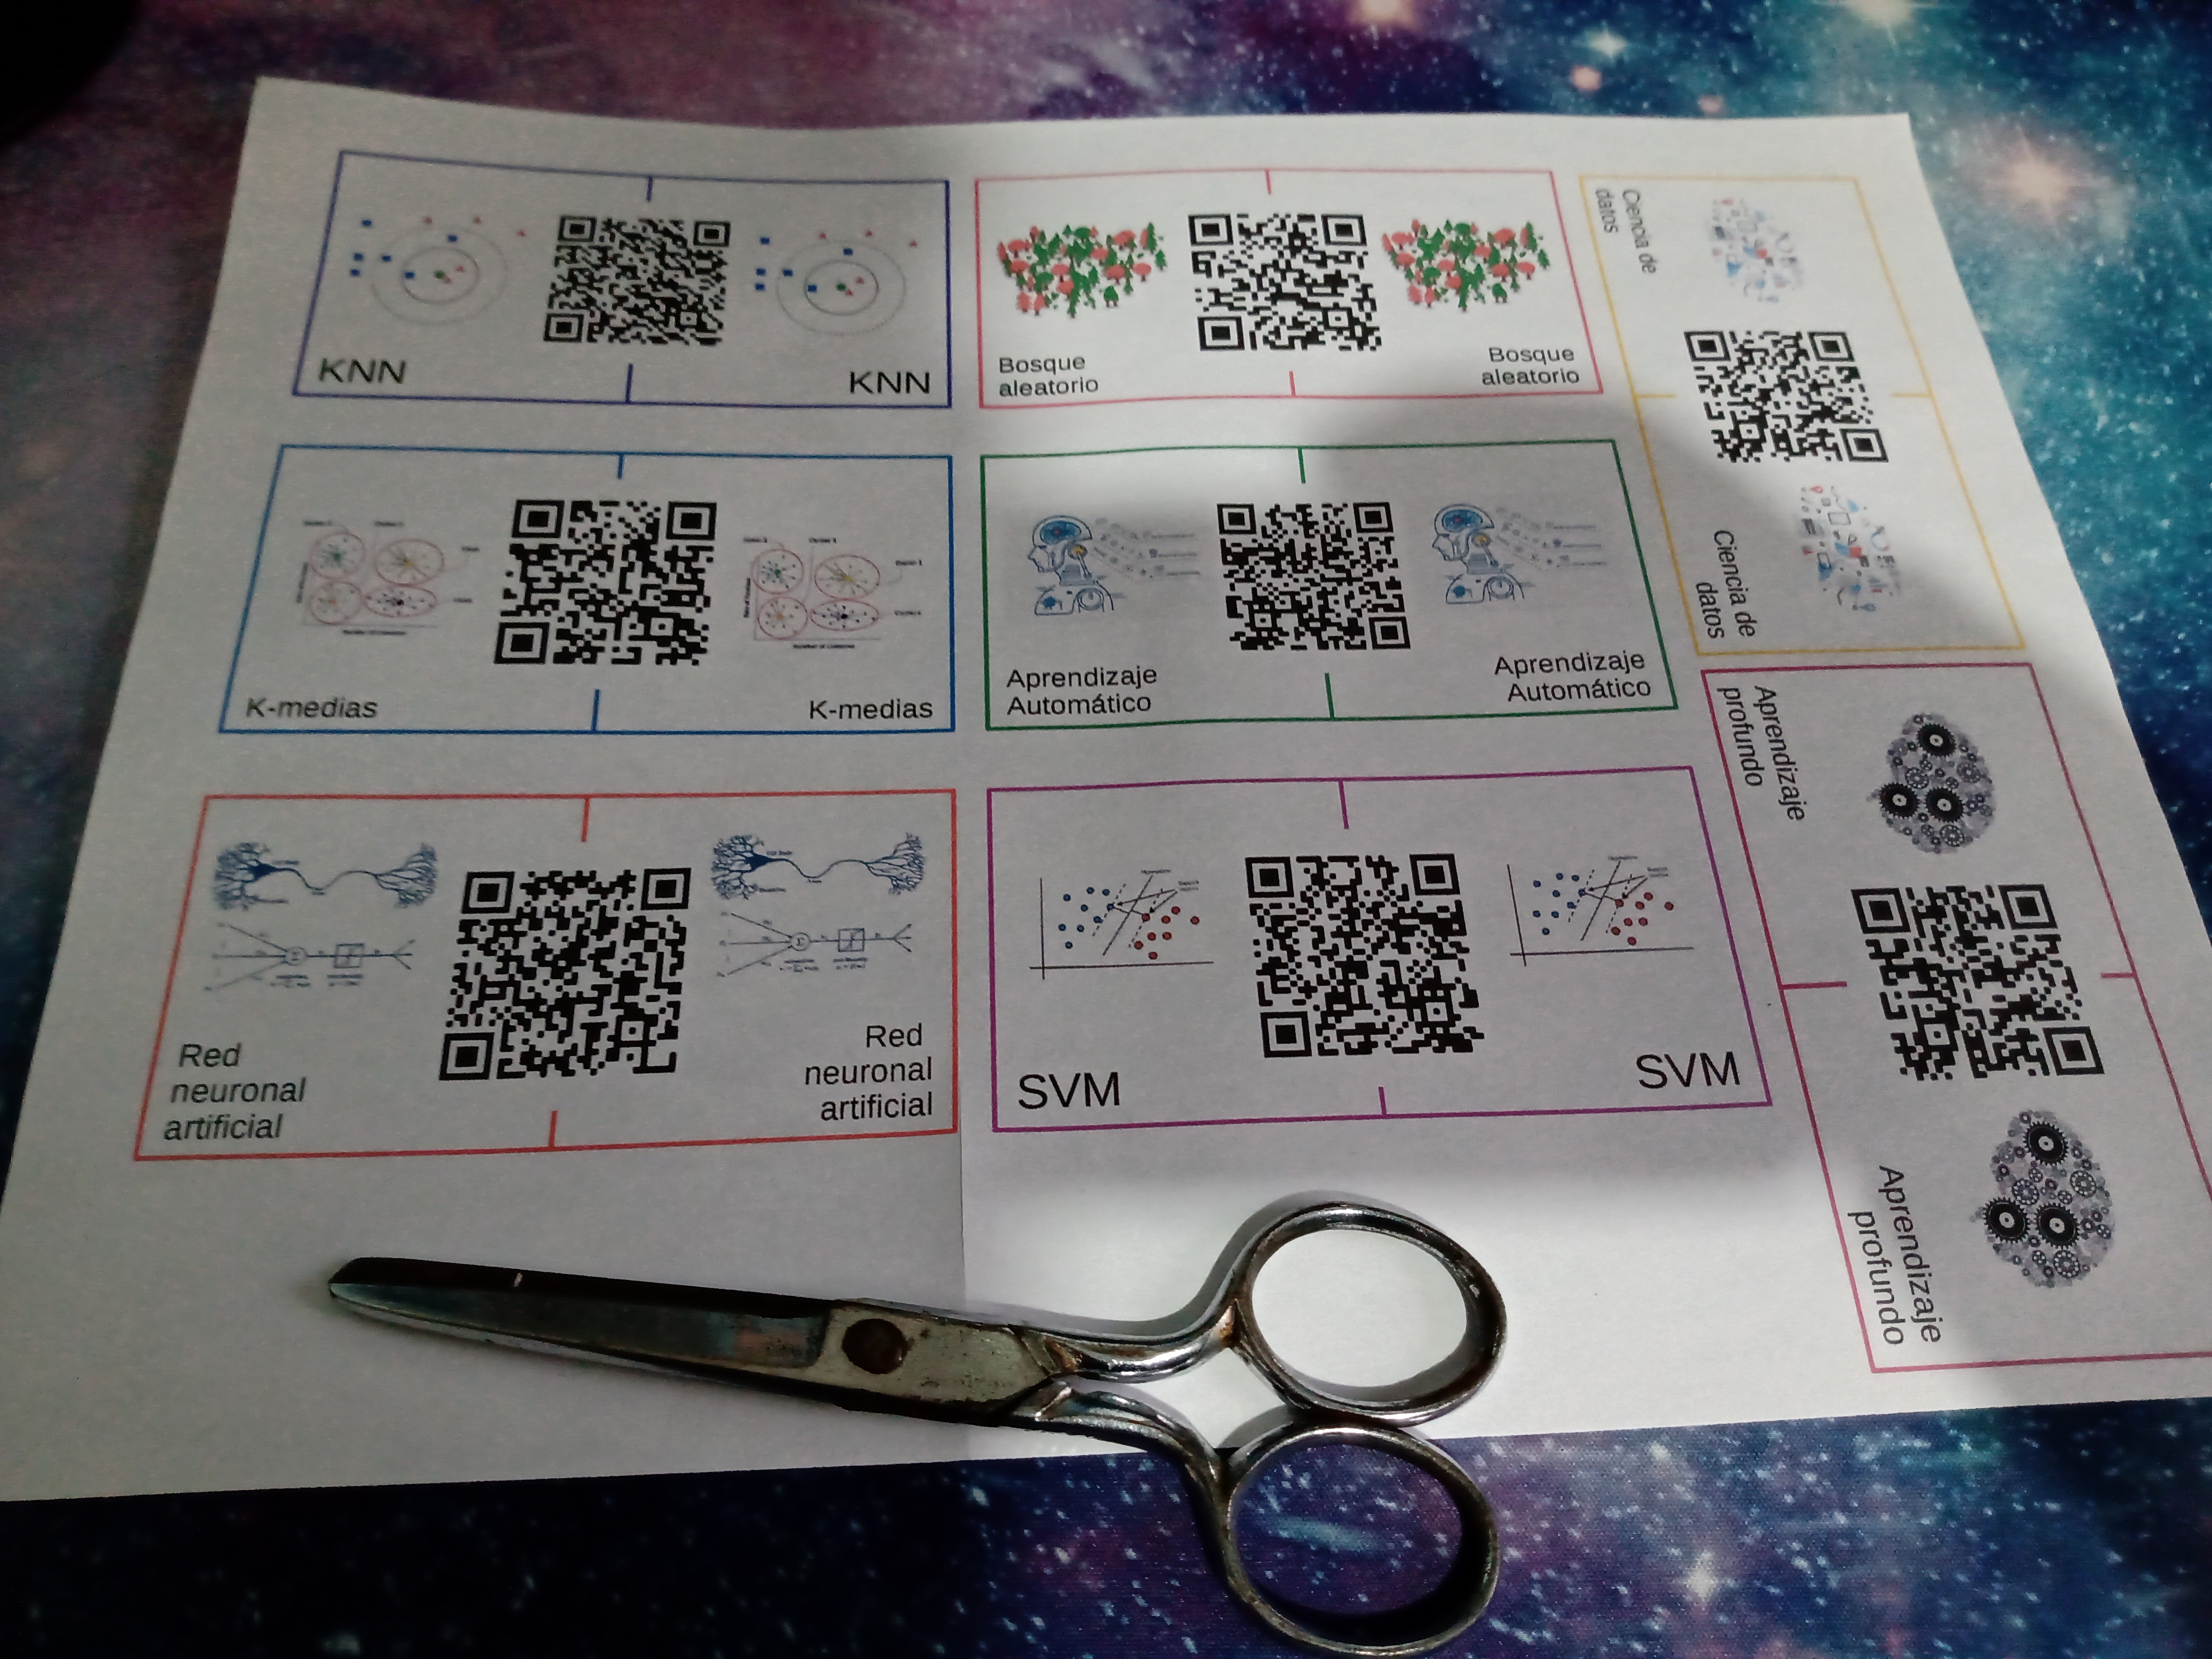 KNN
KNN
Bosque
aleatorio
Bosque
aleatorio
Ciencia de
datos
Ciencia de
datos
K-medias
K-medias
Aprendizaje
Automático
Aprendizaje
Automático
Aprendizaje
profundo
Aprendizaje
profundo
Red
neuronal
artificial
Red
neuronal
artificial
SVM
SVM